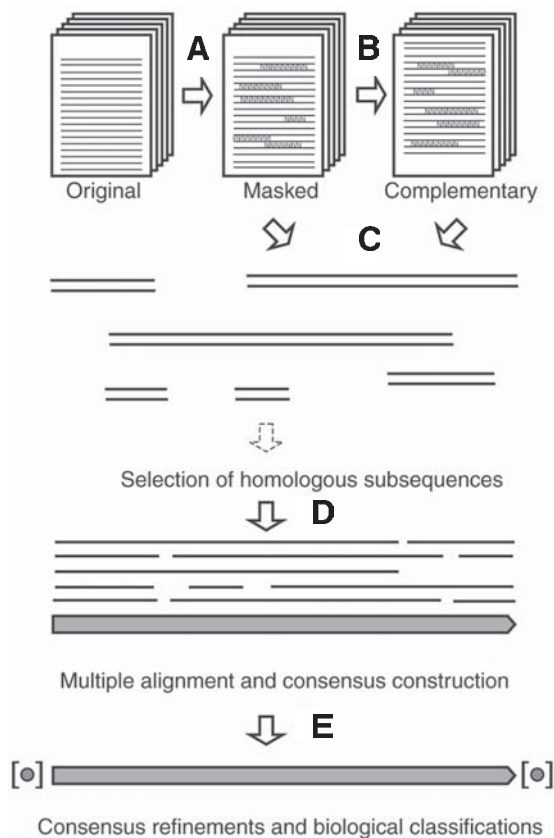 A
B
Original
Masked
Complementary
C
Selection of homologous subsequences
D
Multiple alignment and consensus construction
E
Consensus refinements and biological classifications